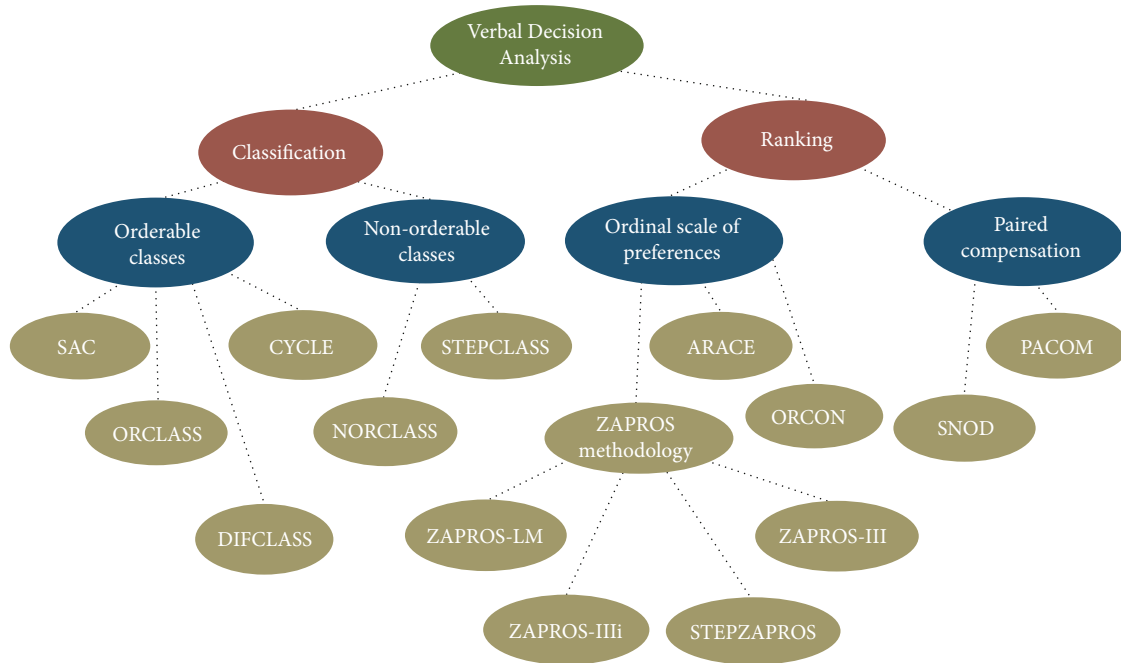 Verbal Decision
Analysis
Classification
Ranking
Orderable
classes
Non-orderable
classes
Ordinal scale of
preferences
Paired
compensation
SAC
CYCLE
STEPCLASS
ARACE
PACOM
ORCLASS
NORCLASS
ZAPROS
methodology
ORCON
SNOD
DIFCLASS
ZAPROS-LM
ZAPROS-III
ZAPROS-IIIi
STEPZAPROS